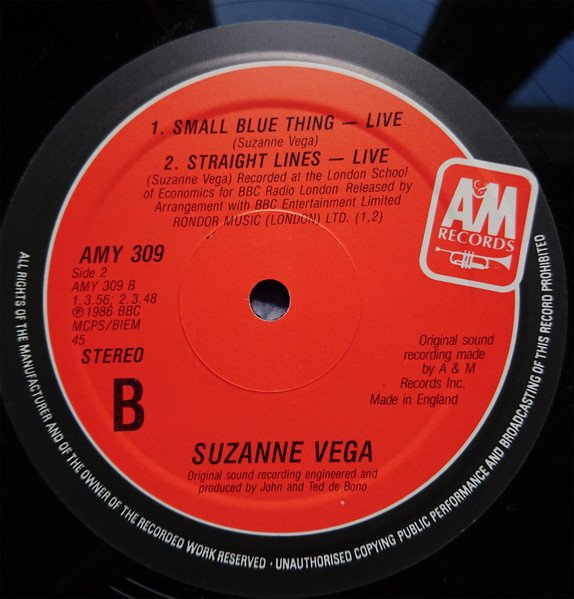 1. SMALL BLUE THING — LIVE
(Suzanne Vega)
2. STRAIGHT LINES — LIVE
(Suzanne Vega) Recorded at the London School
of Economics for BBC Radio London. Released by
Arrangement with BBC Entertainment Limited
RONDOR MUSIC (LONDON) LTD. (1,2)
A&M
RECORDS
AMY 309
Side 2
AMY 309 B
1. 3.56; 2. 3.48
℗ 1986 BBC
MCPS/BIEM
45
STEREO
B
Original sound
recording made
by A & M
Records Inc.
Made in England
SUZANNE VEGA
Original sound recording engineered and
produced by John and Ted de Bono
ALL RIGHTS OF THE MANUFACTURER AND OF THE OWNER OF THE RECORDED WORK RESERVED · UNAUTHORISED COPYING PUBLIC PERFORMANCE AND BROADCASTING OF THIS RECORD PROHIBITED